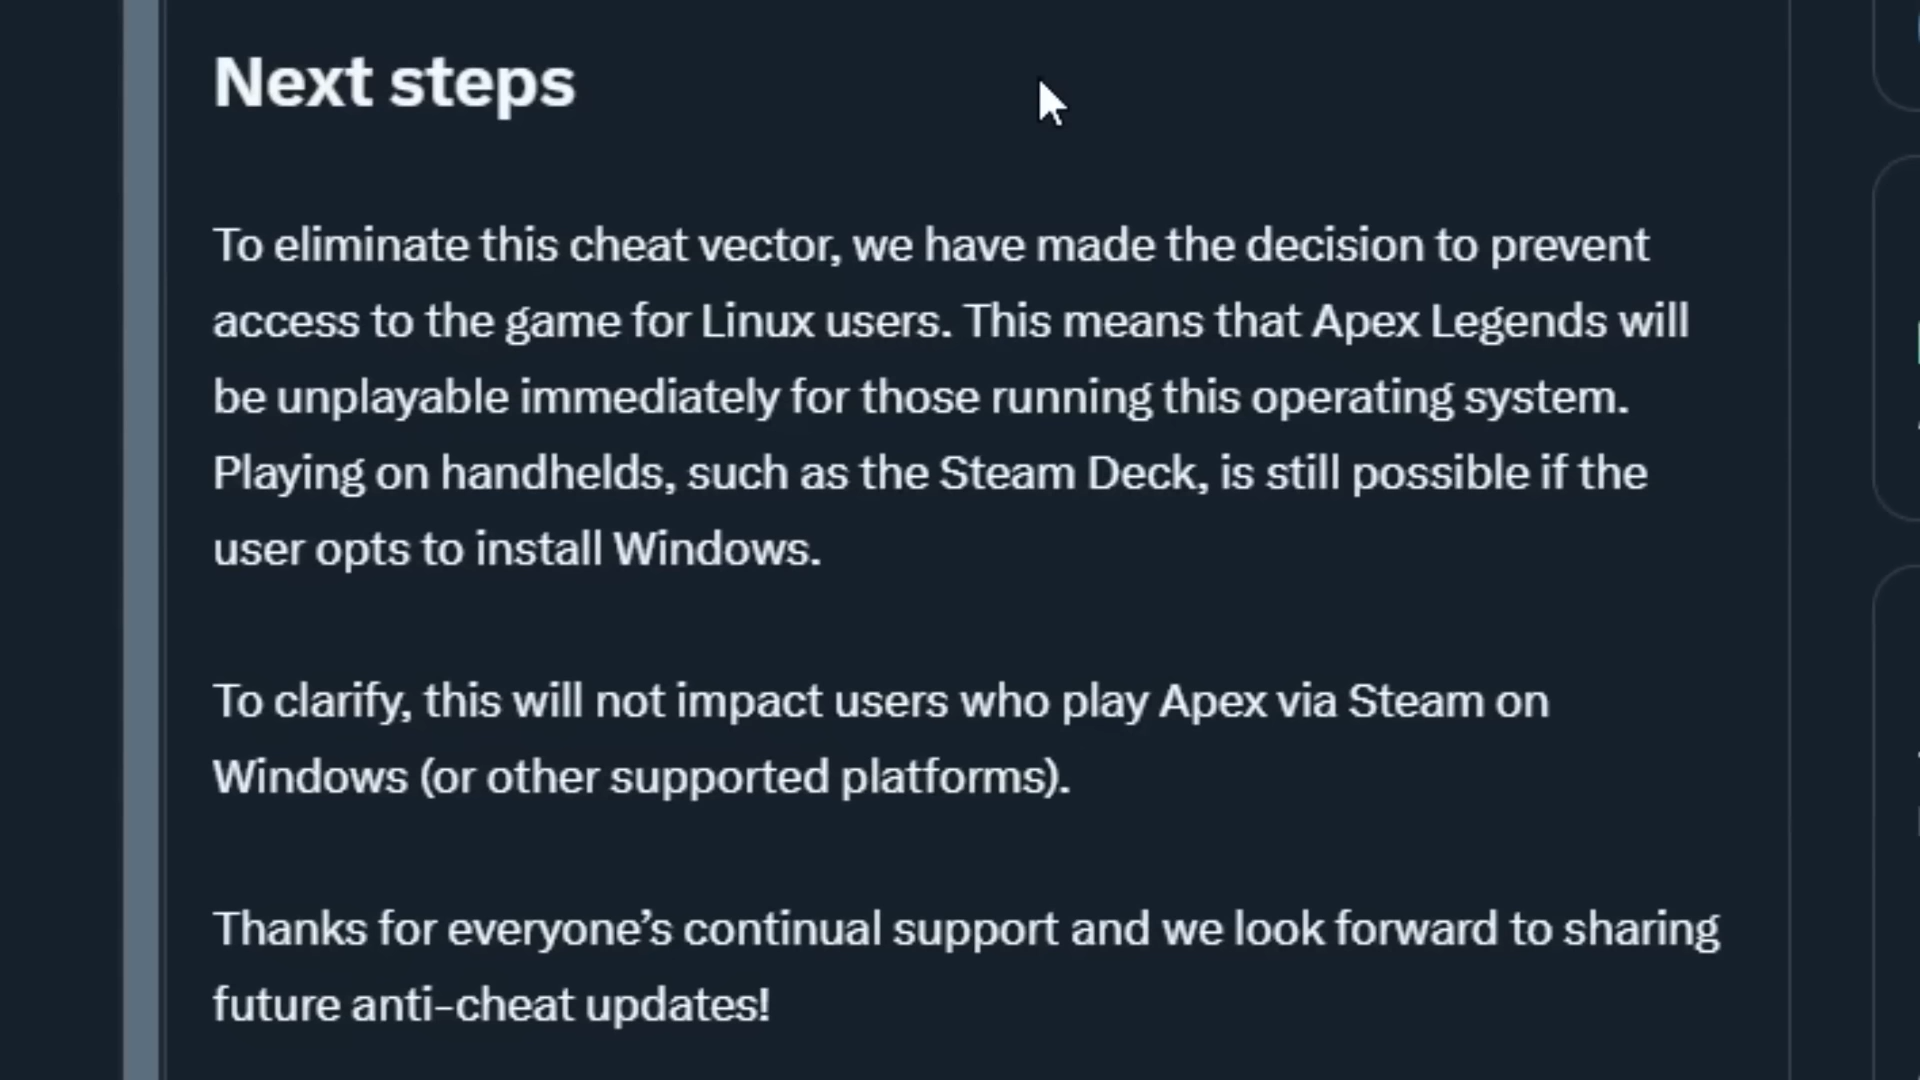 Next steps
To eliminate this cheat vector, we have made the decision to prevent
access to the game for Linux users. This means that Apex Legends will
be unplayable immediately for those running this operating system.
Playing on handhelds, such as the Steam Deck, is still possible if the
user opts to install Windows.
To clarify, this will not impact users who play Apex via Steam on
Windows (or other supported platforms).
Thanks for everyone’s continual support and we look forward to sharing
future anti-cheat updates!